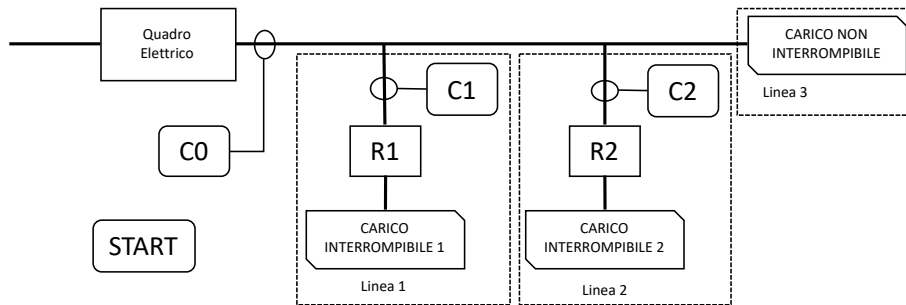 Quadro
Elettrico
CARICO NON
INTERROMPIBILE
Linea 3
C1
C2
C0
R1
R2
START
CARICO
INTERROMPIBILE 1
CARICO
INTERROMPIBILE 2
Linea 1
Linea 2